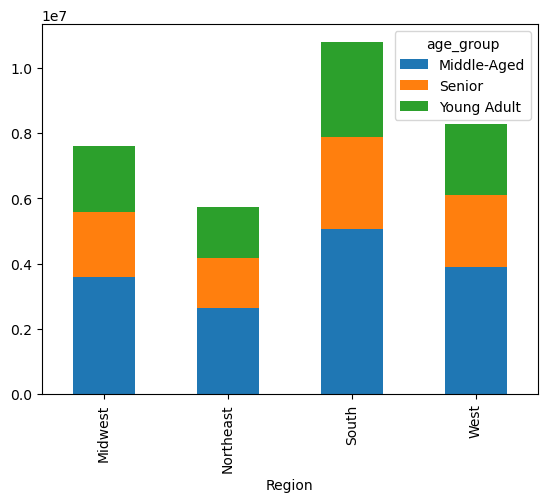 1e7
age_group
Middle-Aged
Senior
Young Adult
1.0
0.8
0.6
0.4
0.2
0.0
Midwest
Northeast
South
West
Region